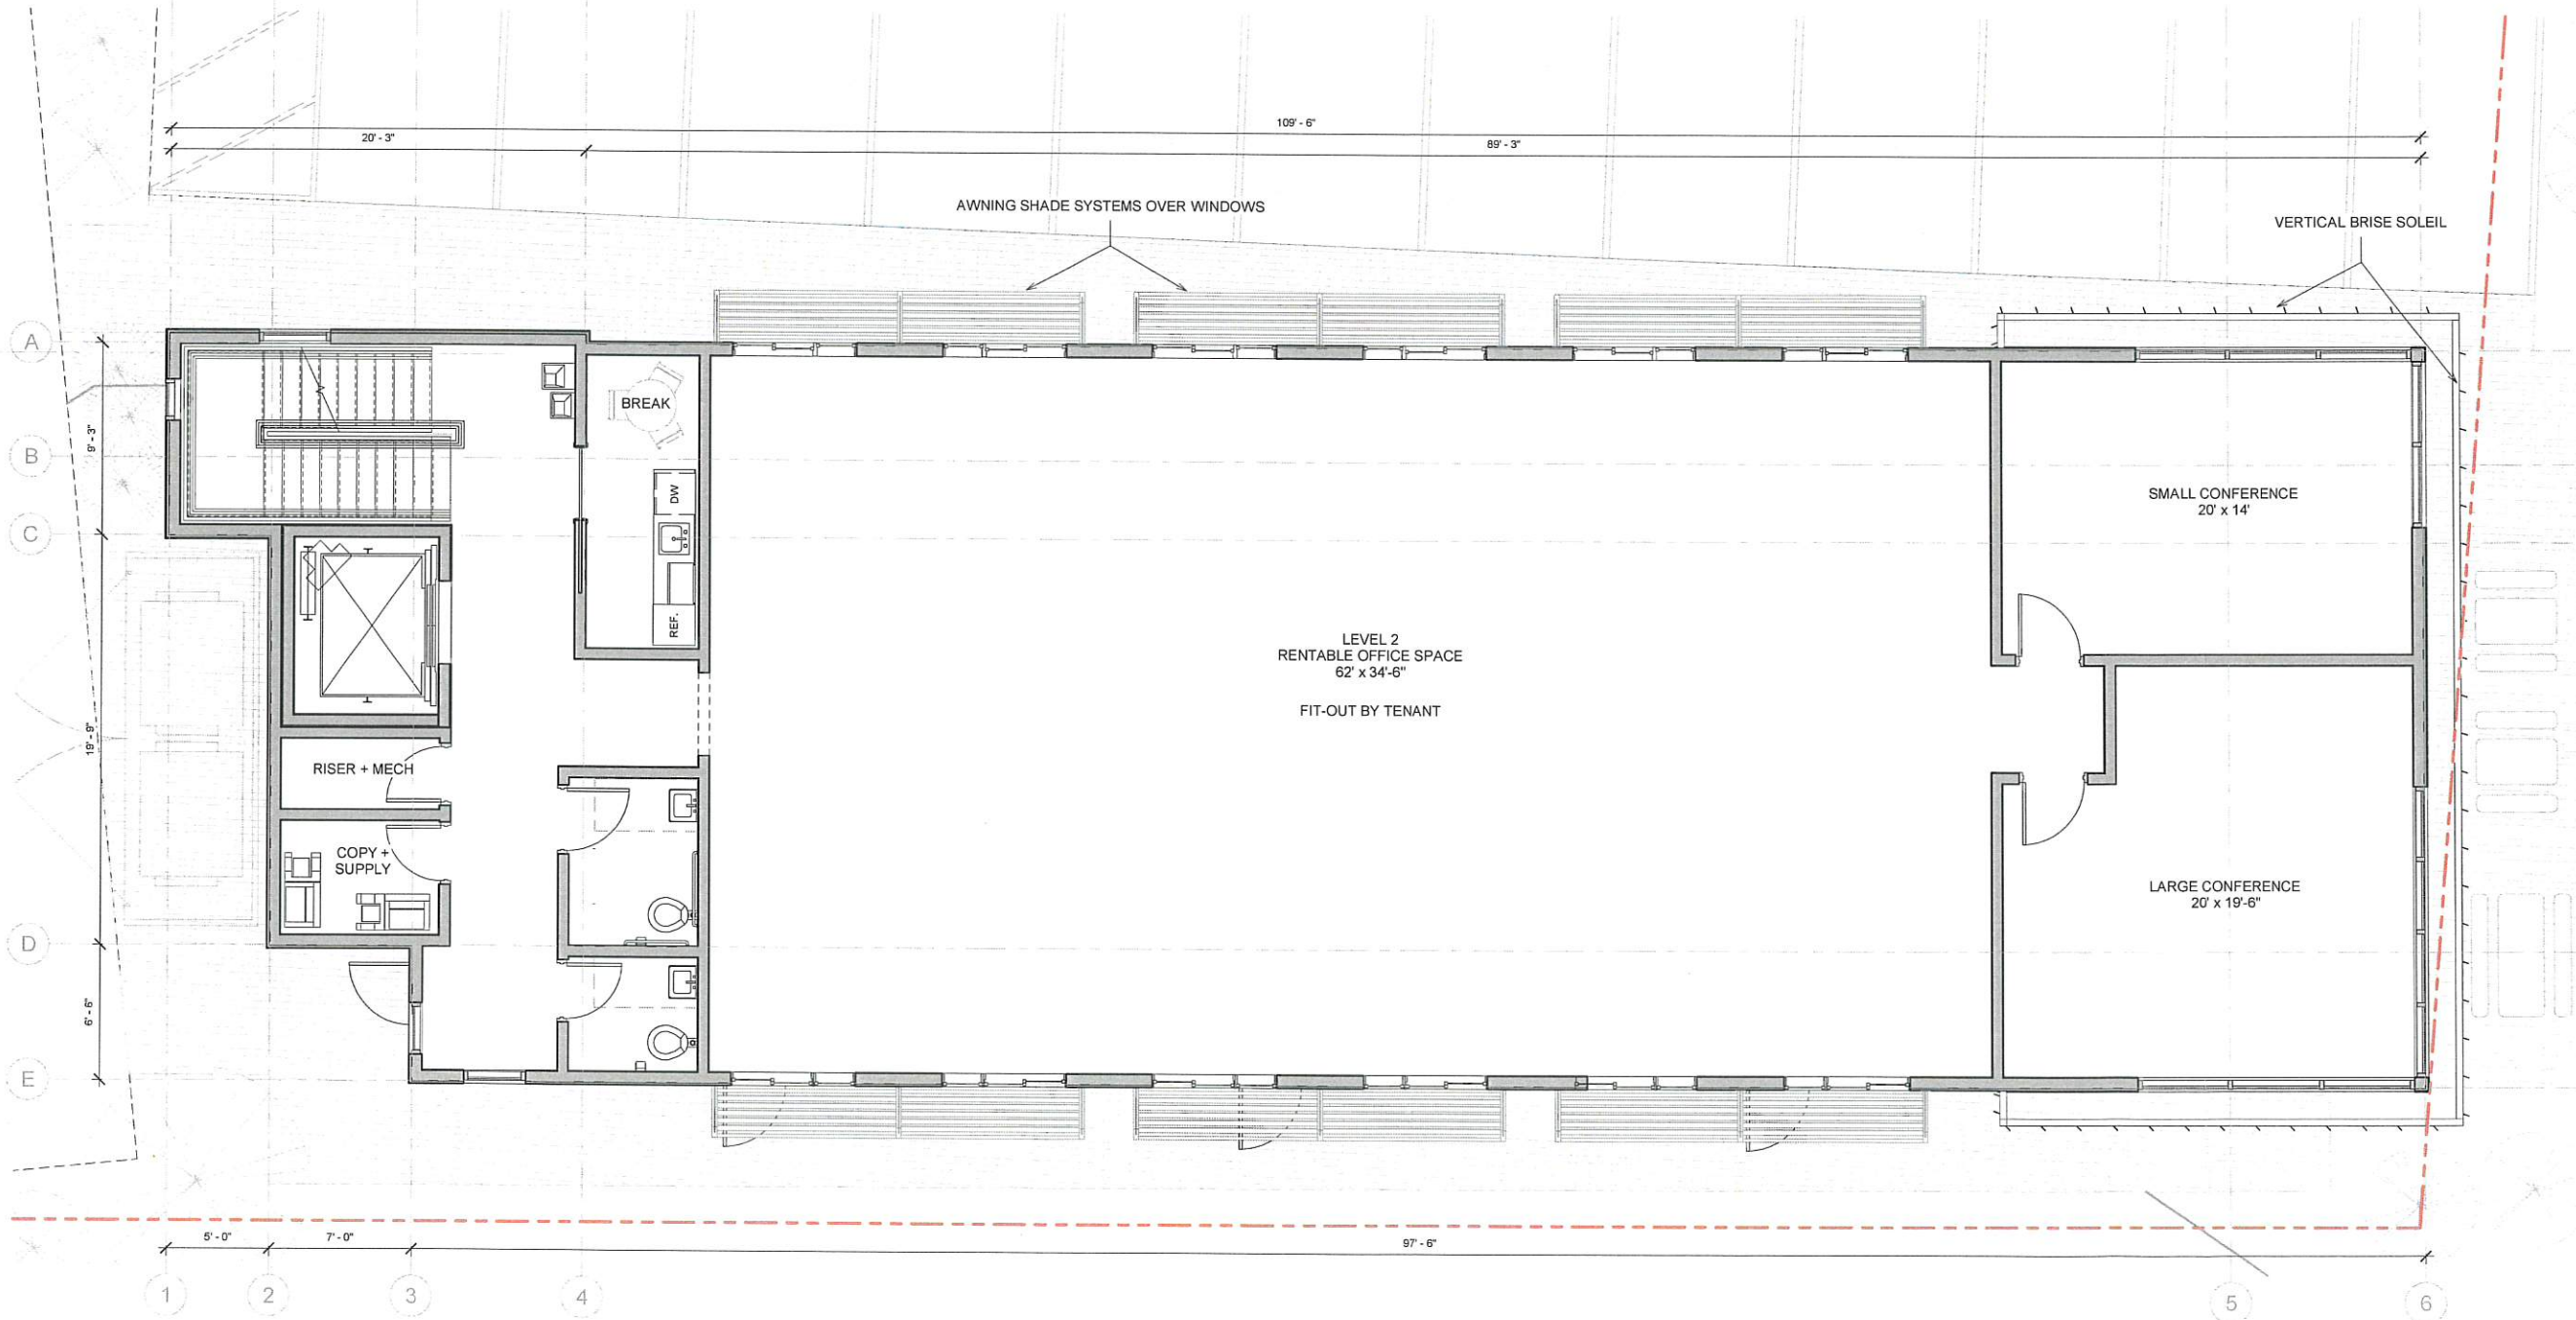 109' - 6"
20' - 3"
89' - 3"
AWNING SHADE SYSTEMS OVER WINDOWS
VERTICAL BRISE SOLEIL
A
B
C
D
E
9' - 3"
19' - 9"
6' - 6"
BREAK
DW
REF.
RISER + MECH
COPY +
SUPPLY
LEVEL 2
RENTABLE OFFICE SPACE
62' x 34'-6"
FIT-OUT BY TENANT
SMALL CONFERENCE
20' x 14'
LARGE CONFERENCE
20' x 19'-6"
5' - 0"
7' - 0"
97' - 6"
1
2
3
4
5
6